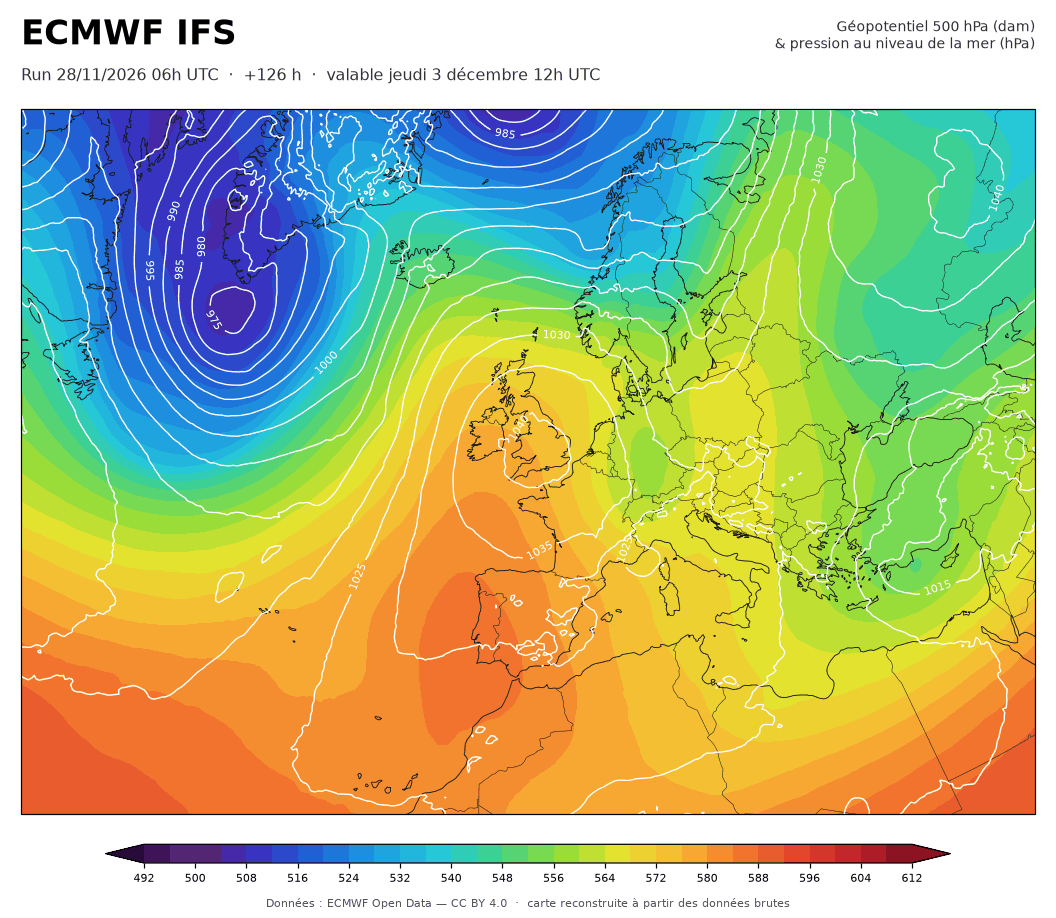 ECMWF IFS
Géopotentiel 500 hPa (dam)
& pression au niveau de la mer (hPa)
Run 28/11/2026 06h UTC · +126 h · valable jeudi 3 décembre 12h UTC
985
1030
1040
990
980
995
985
975
1000
1030
1040
1035
1025
1025
1015
492 500 508 516 524 532 540 548 556 564 572 580 588 596 604 612
Données : ECMWF Open Data — CC BY 4.0 · carte reconstruite à partir des données brutes